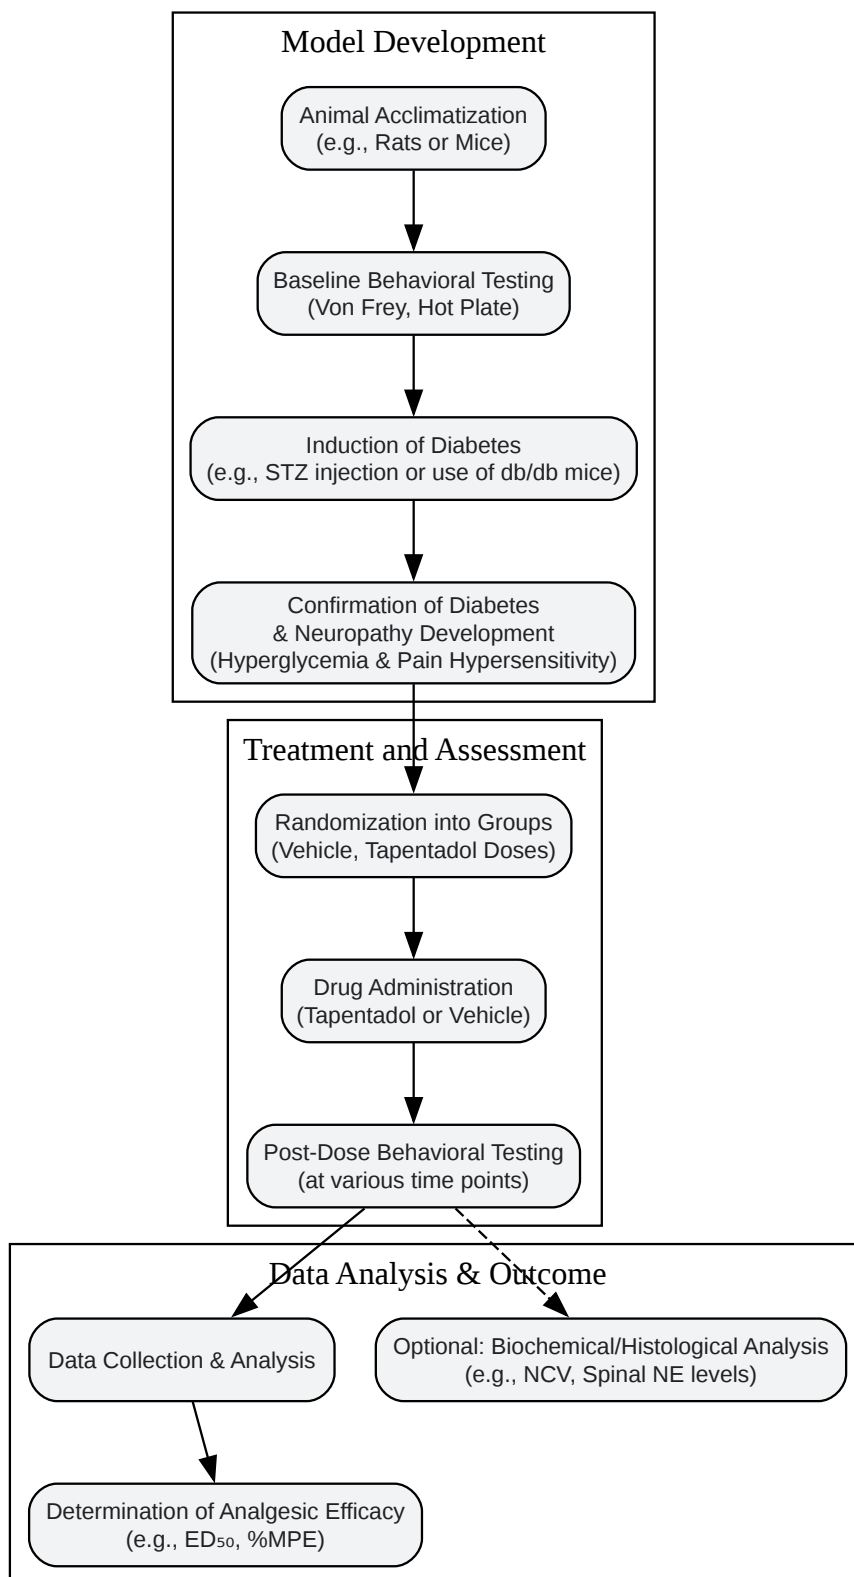 Model Development
Animal Acclimatization
(e.g., Rats or Mice)
Baseline Behavioral Testing
(Von Frey, Hot Plate)
Induction of Diabetes
(e.g., STZ injection or use of db/db mice)
Confirmation of Diabetes
& Neuropathy Development
(Hyperglycemia & Pain Hypersensitivity)
Treatment and Assessment
Randomization into Groups
(Vehicle, Tapentadol Doses)
Drug Administration
(Tapentadol or Vehicle)
Post-Dose Behavioral Testing
(at various time points)
Data Analysis & Outcome
Data Collection & Analysis
Optional: Biochemical/Histological Analysis
(e.g., NCV, Spinal NE levels)
Determination of Analgesic Efficacy
(e.g., ED₅₀, %MPE)